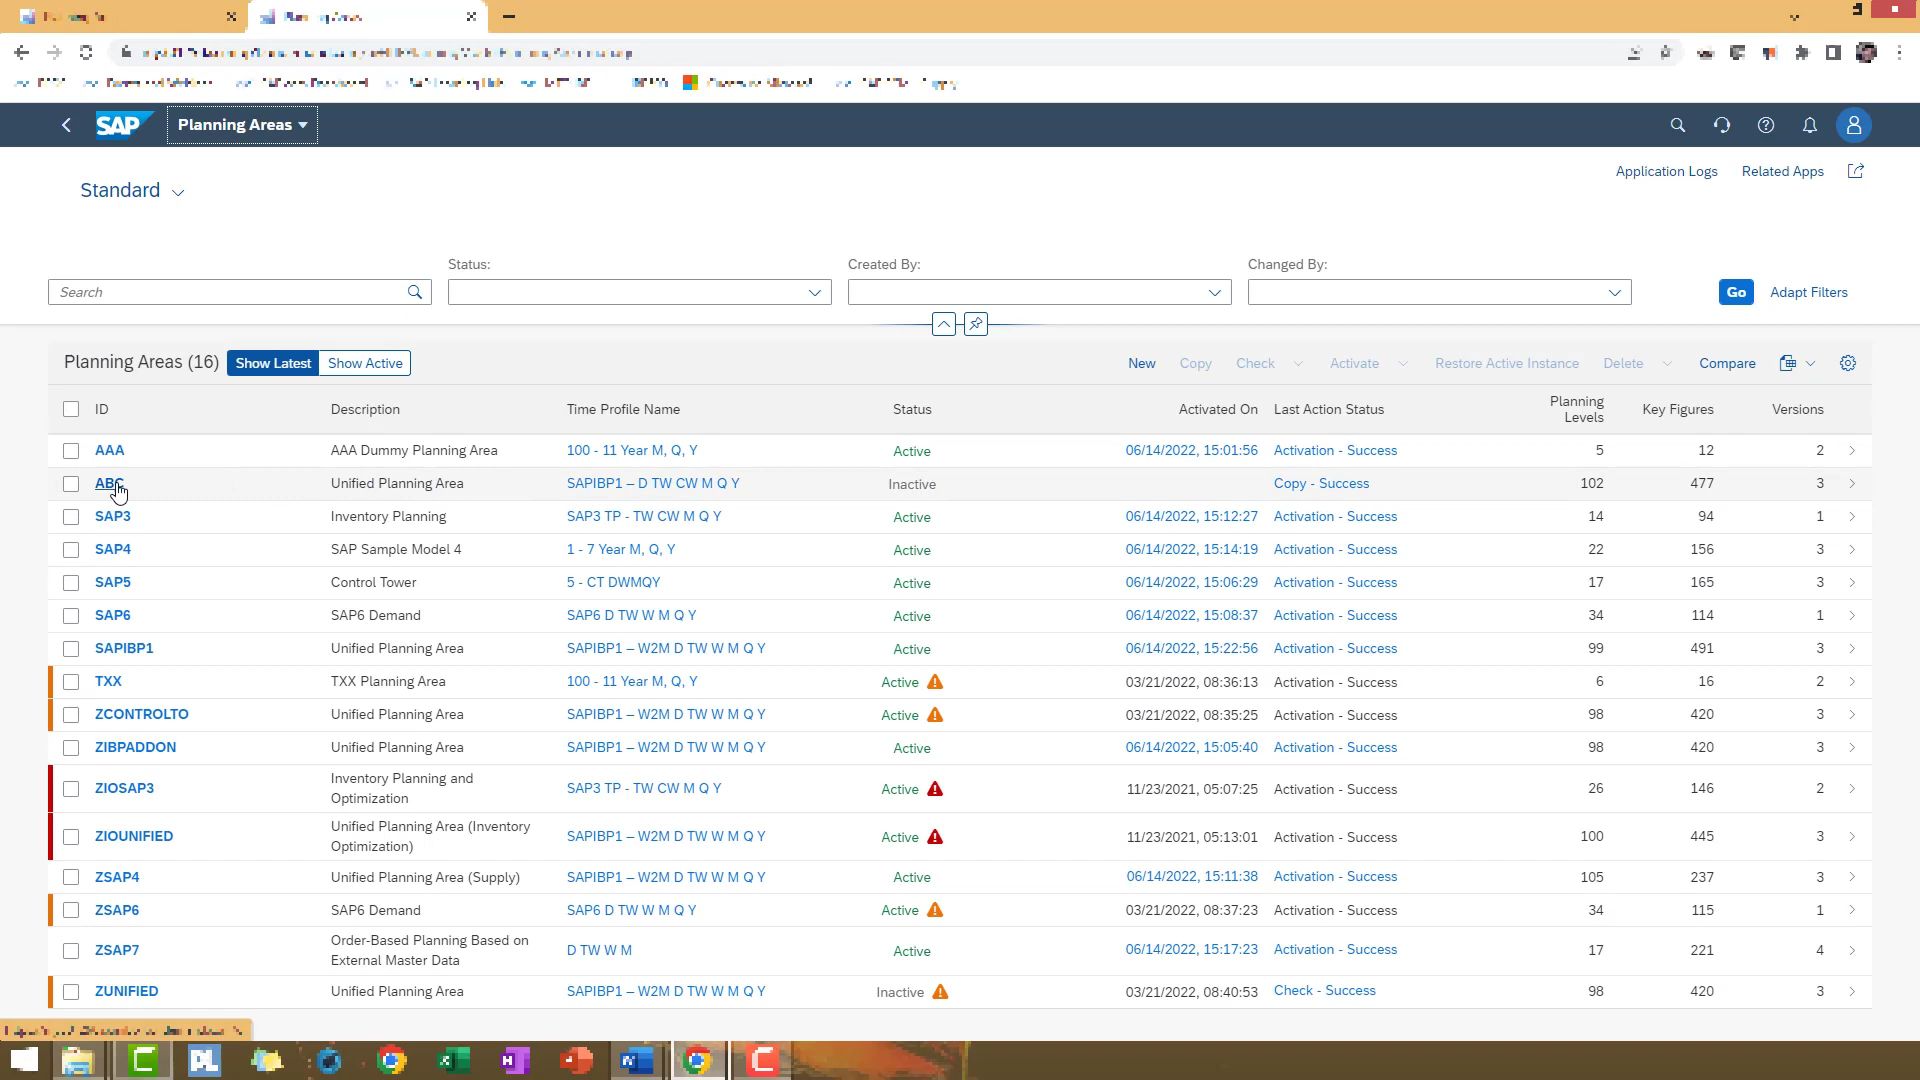 SAP Planning Areas
Application Logs Related Apps
Standard
Status: Created By: Changed By:
Search Go Adapt Filters
Planning Areas (16) Show Latest Show Active New Copy Check Activate Restore Active Instance Delete Compare
ID Description Time Profile Name Status Activated On Last Action Status Planning Levels Key Figures Versions
AAA AAA Dummy Planning Area 100 - 11 Year M, Q, Y Active 06/14/2022, 15:01:56 Activation - Success 5 12 2
ABC Unified Planning Area SAPIBP1 – D TW CW M Q Y Inactive Copy - Success 102 477 3
SAP3 Inventory Planning SAP3 TP - TW CW M Q Y Active 06/14/2022, 15:12:27 Activation - Success 14 94 1
SAP4 SAP Sample Model 4 1 - 7 Year M, Q, Y Active 06/14/2022, 15:14:19 Activation - Success 22 156 3
SAP5 Control Tower 5 - CT DWMQY Active 06/14/2022, 15:06:29 Activation - Success 17 165 3
SAP6 SAP6 Demand SAP6 D TW W M Q Y Active 06/14/2022, 15:08:37 Activation - Success 34 114 1
SAPIBP1 Unified Planning Area SAPIBP1 – W2M D TW W M Q Y Active 06/14/2022, 15:22:56 Activation - Success 99 491 3
TXX TXX Planning Area 100 - 11 Year M, Q, Y Active 03/21/2022, 08:36:13 Activation - Success 6 16 2
ZCONTROLTO Unified Planning Area SAPIBP1 – W2M D TW W M Q Y Active 03/21/2022, 08:35:25 Activation - Success 98 420 3
ZIBPADDON Unified Planning Area SAPIBP1 – W2M D TW W M Q Y Active 06/14/2022, 15:05:40 Activation - Success 98 420 3
ZIOSAP3 Inventory Planning and Optimization SAP3 TP - TW CW M Q Y Active 11/23/2021, 05:07:25 Activation - Success 26 146 2
ZIOUNIFIED Unified Planning Area (Inventory Optimization) SAPIBP1 – W2M D TW W M Q Y Active 11/23/2021, 05:13:01 Activation - Success 100 445 3
ZSAP4 Unified Planning Area (Supply) SAPIBP1 – W2M D TW W M Q Y Active 06/14/2022, 15:11:38 Activation - Success 105 237 3
ZSAP6 SAP6 Demand SAP6 D TW W M Q Y Active 03/21/2022, 08:37:23 Activation - Success 34 115 1
ZSAP7 Order-Based Planning Based on External Master Data D TW W M Active 06/14/2022, 15:17:23 Activation - Success 17 221 4
ZUNIFIED Unified Planning Area SAPIBP1 – W2M D TW W M Q Y Inactive 03/21/2022, 08:40:53 Check - Success 98 420 3